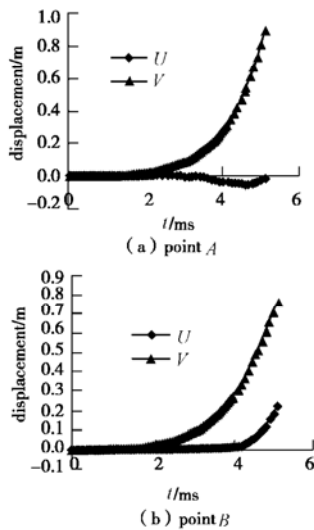 displacement/m
1.0
0.8
0.6
0.4
0.2
0.0
-0.2
U
V
2
4
6
t/ms
(a) point A
displacement/m
0.9
0.8
0.7
0.6
0.5
0.4
0.3
0.2
0.1
0.0
-0.1
U
V
0
2
4
6
t/ms
(b) point B